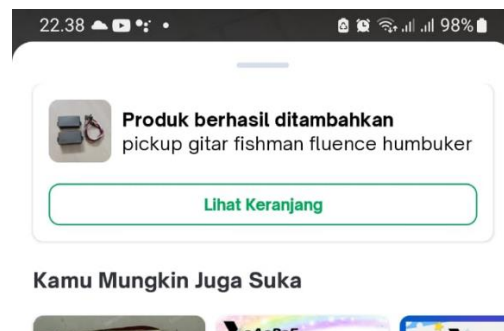 22.38
98%
Produk berhasil ditambahkan
pickup gitar fishman fluence humbuker
Lihat Keranjang
Kamu Mungkin Juga Suka